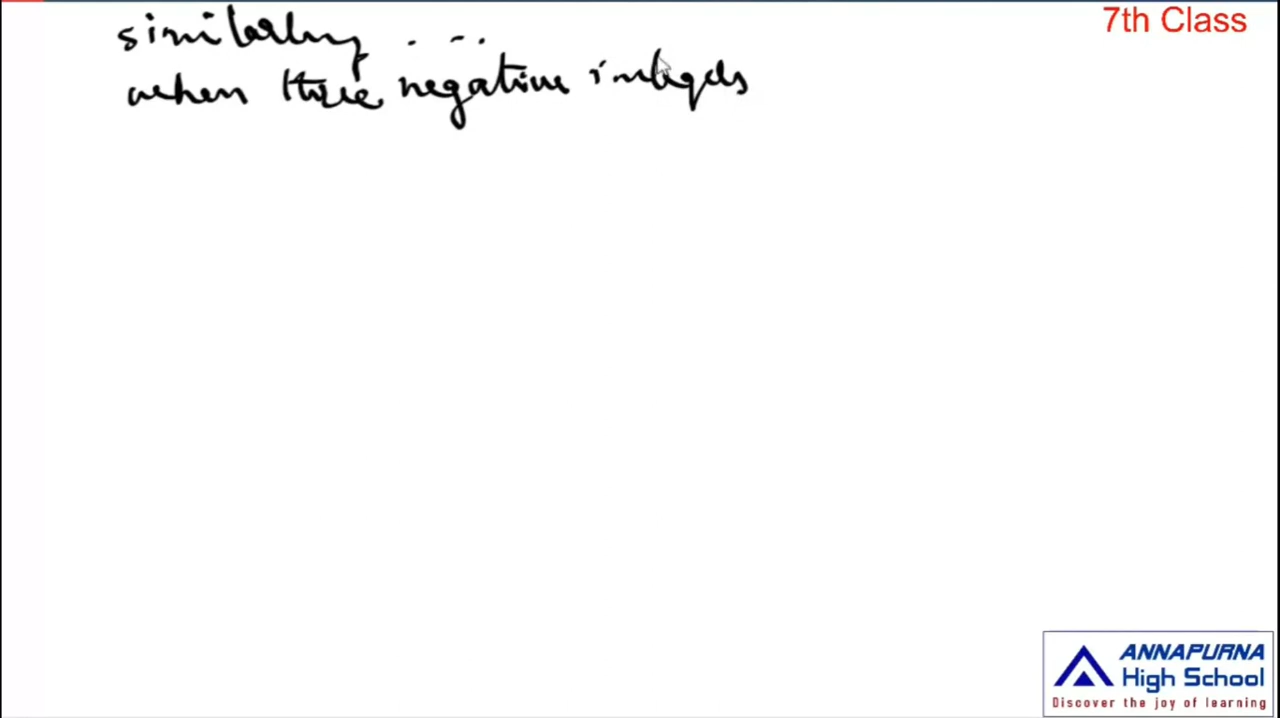 7th Class
similarly . - .
when three negative integers
ANNAPURNA
High School
Discover the joy of learning